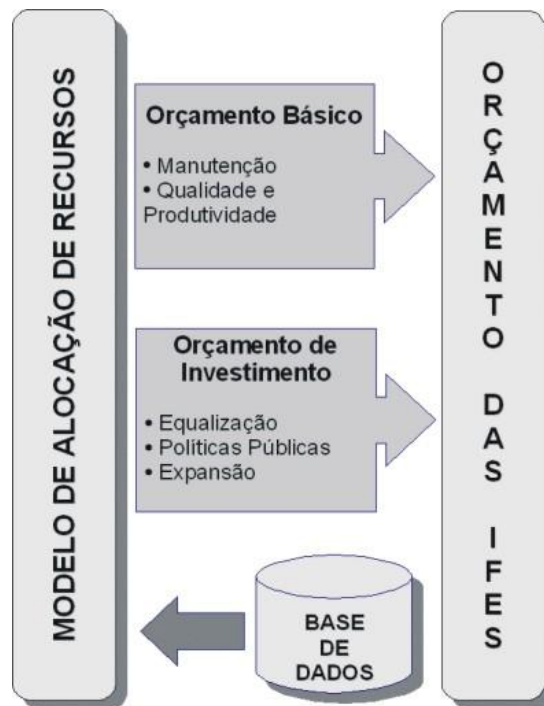 MODELO DE ALOCAÇÃO DE RECURSOS
Orçamento Básico
• Manutenção
• Qualidade e
Produtividade
Orçamento de
Investimento
• Equalização
• Políticas Públicas
• Expansão
BASE
DE
DADOS
ORÇAMENTO DAS IFES